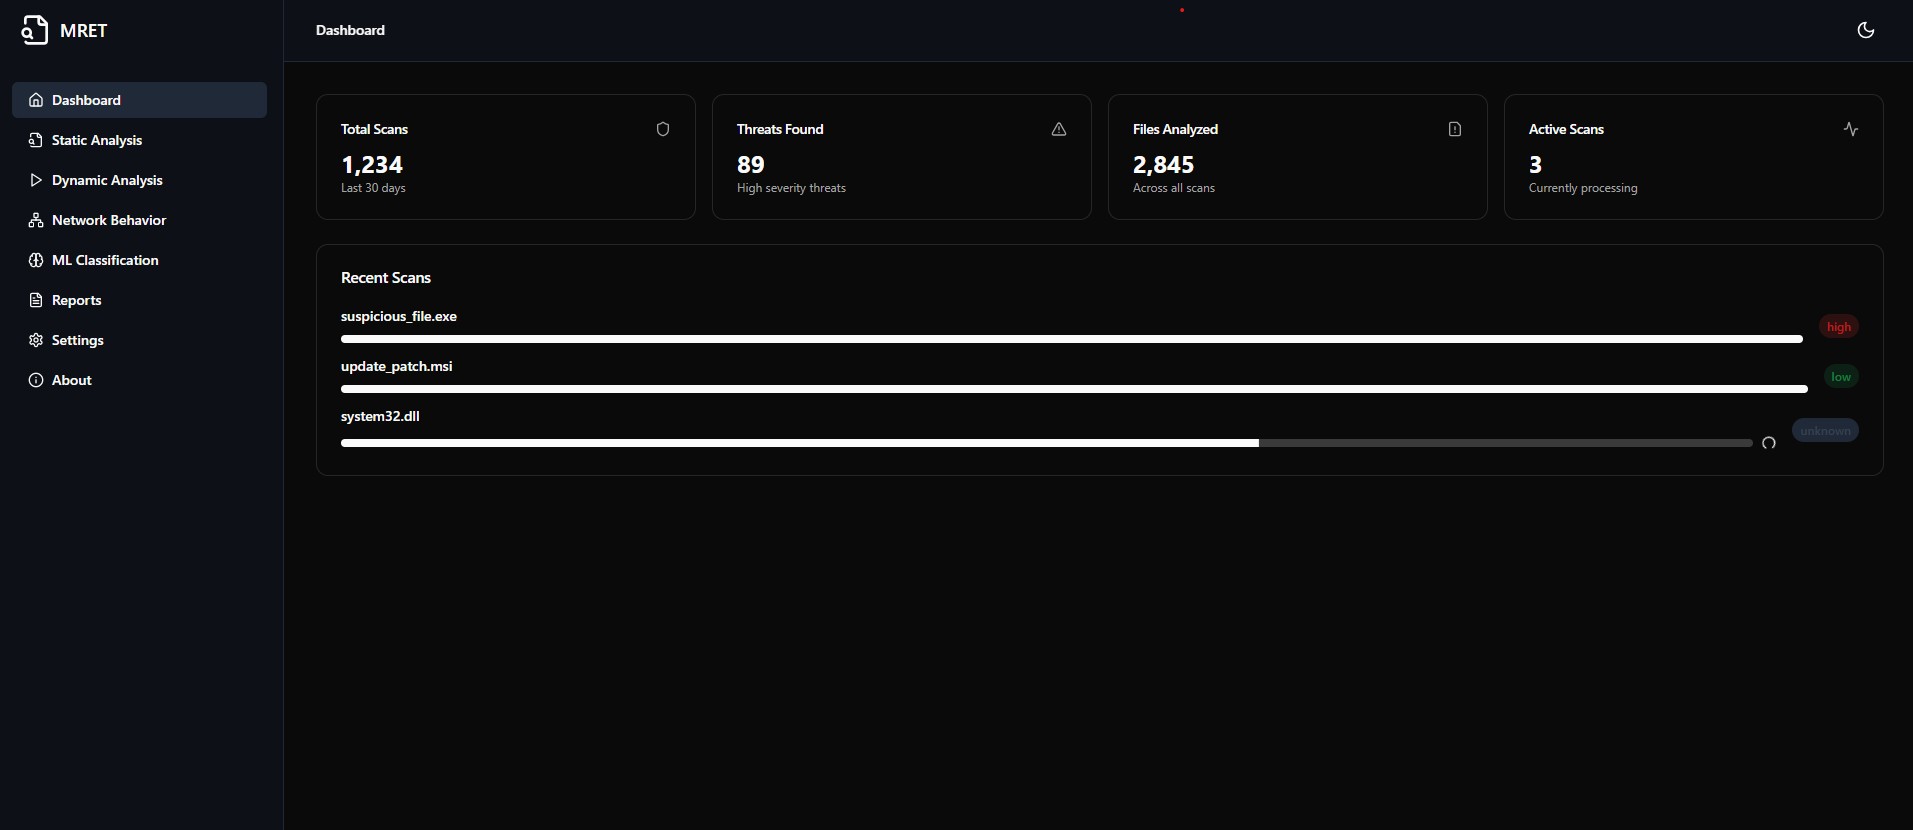 MRET
Dashboard
Static Analysis
Dynamic Analysis
Network Behavior
ML Classification
Reports
Settings
About
Dashboard
Total Scans
1,234
Last 30 days
Threats Found
89
High severity threats
Files Analyzed
2,845
Across all scans
Active Scans
3
Currently processing
Recent Scans
suspicious_file.exe
high
update_patch.msi
low
system32.dll
unknown